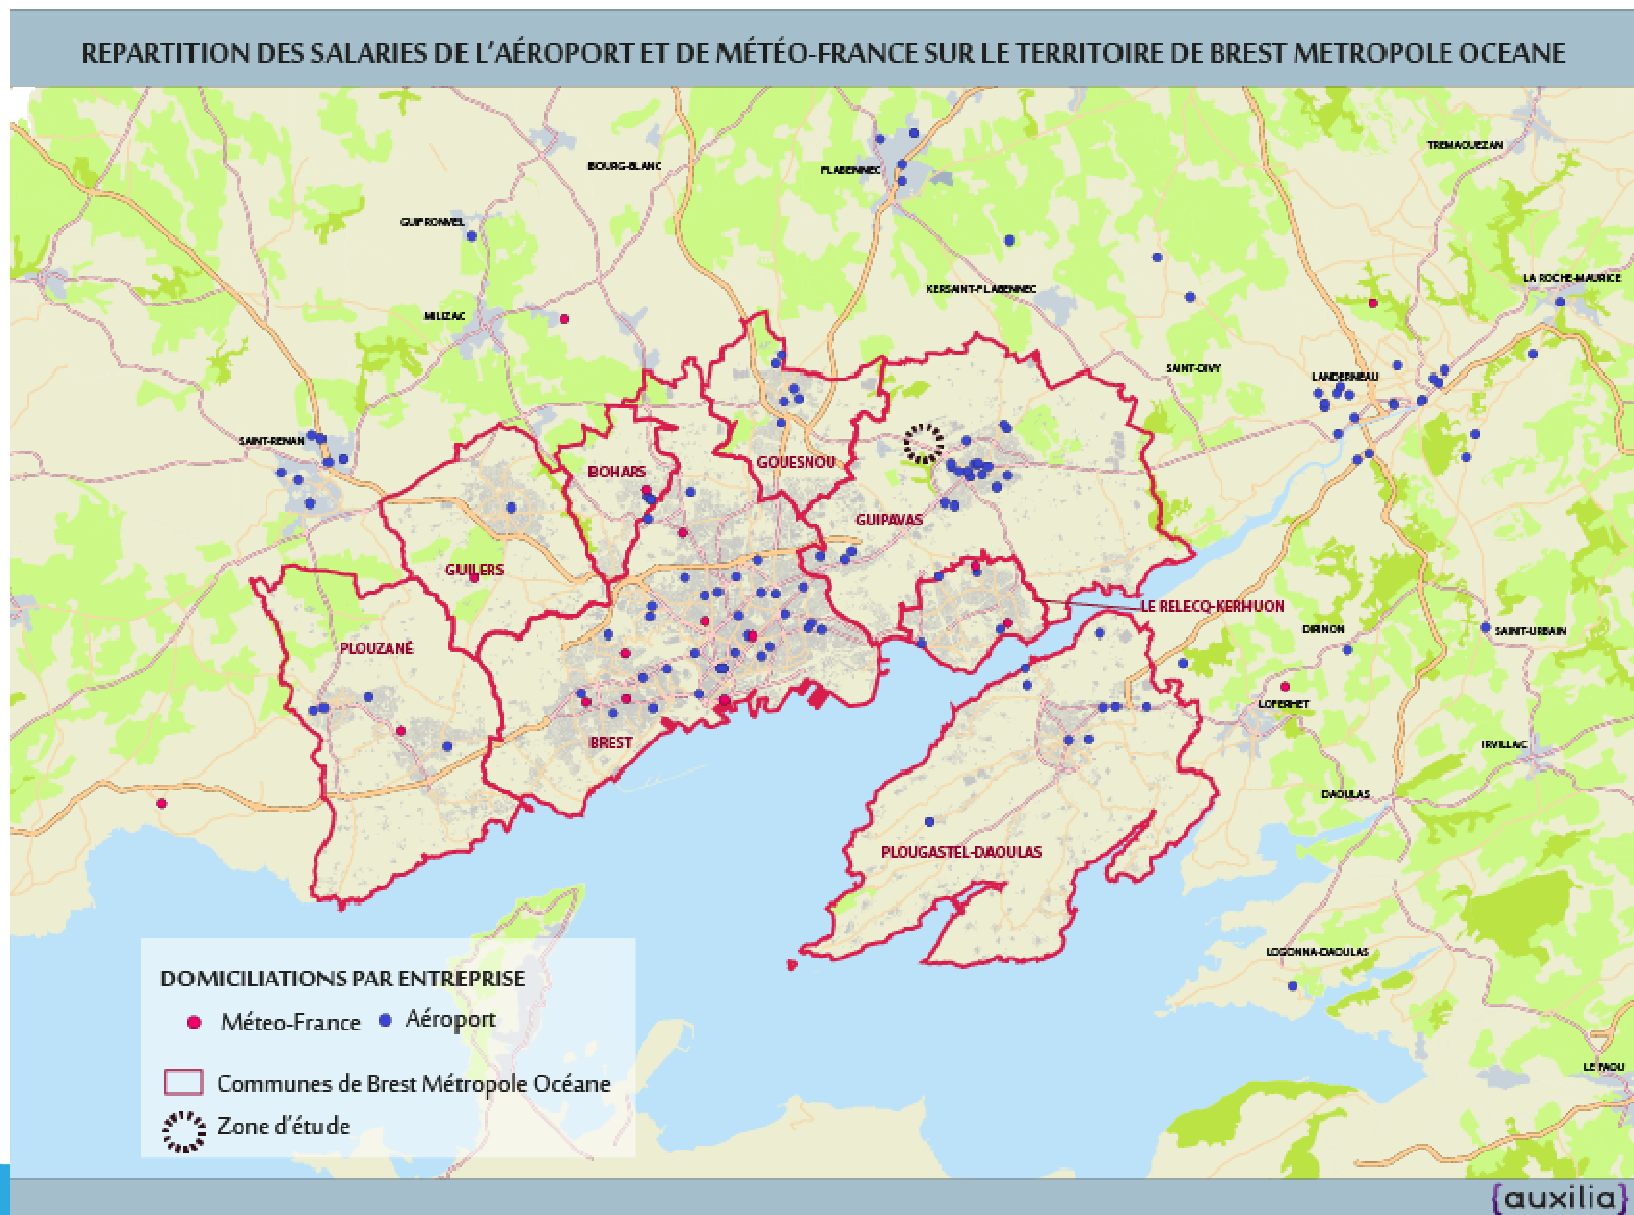 REPARTITION DES SALARIES DE L'AÉROPORT ET DE MÉTÉO-FRANCE SUR LE TERRITOIRE DE BREST METROPOLE OCEANE
TREMAOUEZAN
BOURG-BLANC
PLABENNEC
GUIPRONVEL
LA ROCHE-MAURICE
KERSAINT-PLABENNEC
MILIZAC
SAINT-DIVY
LANDERNEAU
SAINT-RENAN
BOHARS
GOUESNOU
GUIPAVAS
GUILERS
LE RELECQ-KERHUON
DIRINON
SAINT-URBAIN
PLOUZANÉ
LOPERHET
BREST
IRVILLAC
DAOULAS
PLOUGASTEL-DAOULAS
LOGONNA-DAOULAS
DOMICILIATIONS PAR ENTREPRISE
Méteo-France
Aéroport
LE FAOU
Communes de Brest Métropole Océane
Zone d'étude
{auxilia}